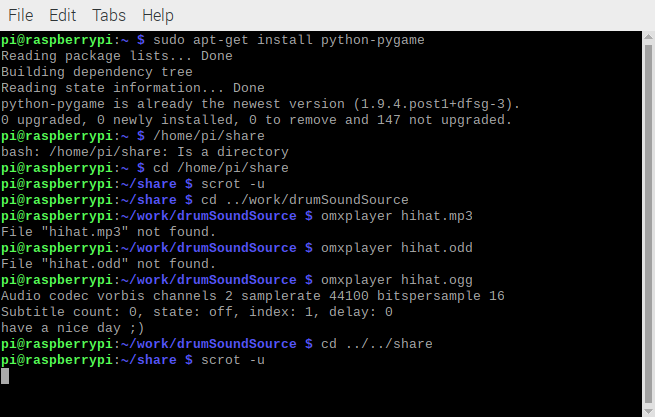 File Edit Tabs Help
pi@raspberrypi:~ $ sudo apt-get install python-pygame
Reading package lists... Done
Building dependency tree
Reading state information... Done
python-pygame is already the newest version (1.9.4.post1+dfsg-3).
0 upgraded, 0 newly installed, 0 to remove and 147 not upgraded.
pi@raspberrypi:~ $ /home/pi/share
bash: /home/pi/share: Is a directory
pi@raspberrypi:~ $ cd /home/pi/share
pi@raspberrypi:~/share $ scrot -u
pi@raspberrypi:~/share $ cd ../work/drumSoundSource
pi@raspberrypi:~/work/drumSoundSource $ omxplayer hihat.mp3
File "hihat.mp3" not found.
pi@raspberrypi:~/work/drumSoundSource $ omxplayer hihat.odd
File "hihat.odd" not found.
pi@raspberrypi:~/work/drumSoundSource $ omxplayer hihat.ogg
Audio codec vorbis channels 2 samplerate 44100 bitspersample 16
Subtitle count: 0, state: off, index: 1, delay: 0
have a nice day ;)
pi@raspberrypi:~/work/drumSoundSource $ cd ../../share
pi@raspberrypi:~/share $ scrot -u